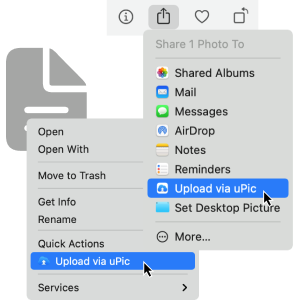 Share 1 Photo To
Shared Albums
Mail
Messages
AirDrop
Notes
Reminders
Upload via uPic
Set Desktop Picture
More...
Open
Open With
Move to Trash
Get Info
Rename
Quick Actions
Upload via uPic
Services